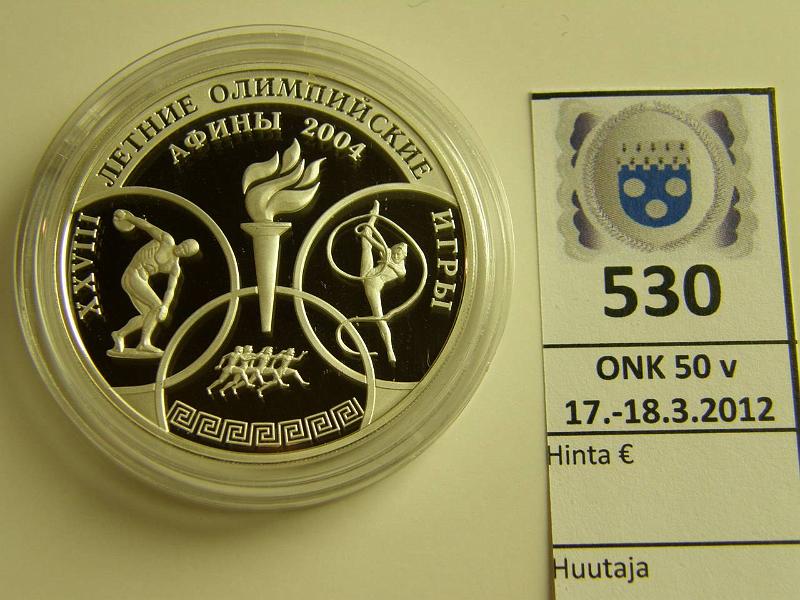 XXVIII ЛЕТНИЕ ОЛИМПИЙСКИЕ ИГРЫ
АФИНЫ 2004
530
ONK 50 v
17.-18.3.2012
Hinta €
Huutaja